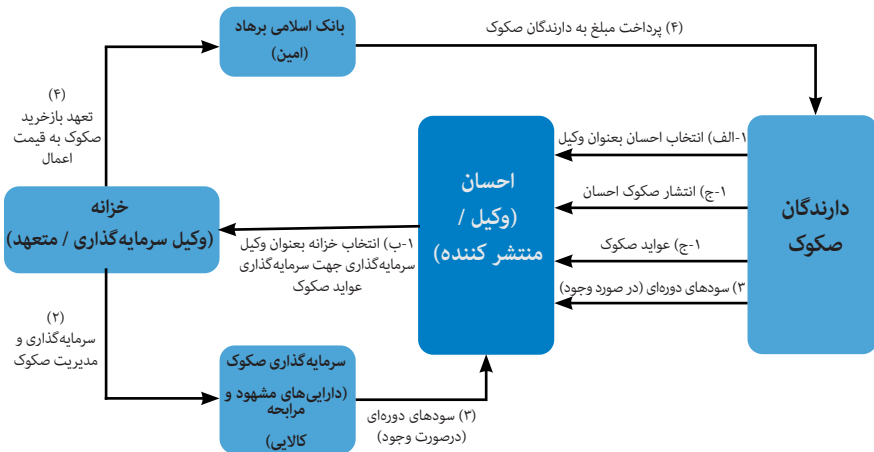 بانک اسلامی برهاد
(امین)
(۴) پرداخت مبلغ به دارندگان صکوک
(۴)
تعهد بازخرید
صکوک به قیمت
اعمال
دارندگان
صکوک
۱-الف) انتخاب احسان بعنوان وکیل
۱-ج) انتشار صکوک احسان
۱-ج) عواید صکوک
۳) سودهای دوره‌ای (در صورت وجود)
احسان
(وکیل /
منتشر کننده)
۱-ب) انتخاب خزانه بعنوان وکیل
سرمایه‌گذاری جهت سرمایه‌گذاری
عواید صکوک
خزانه
(وکیل سرمایه‌گذاری / متعهد)
(۲)
سرمایه‌گذاری و
مدیریت صکوک
سرمایه‌گذاری صکوک
(دارایی‌های مشهود و
مرابحه
کالایی)
(۳) سودهای دوره‌ای
(درصورت وجود)